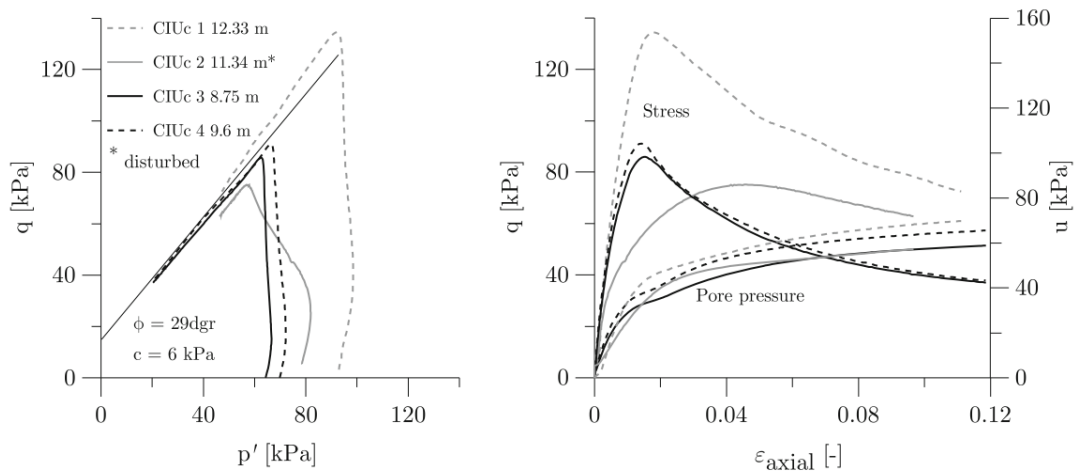 CIUc 1 12.33 m
CIUc 2 11.34 m*
CIUc 3 8.75 m
CIUc 4 9.6 m
* disturbed
ϕ = 29dgr
c = 6 kPa
120
80
40
0
q [kPa]
0 40 80 120
p′ [kPa]
Stress
Pore pressure
120
80
40
0
q [kPa]
160
120
80
40
0
u [kPa]
0 0.04 0.08 0.12
ε axial [-]